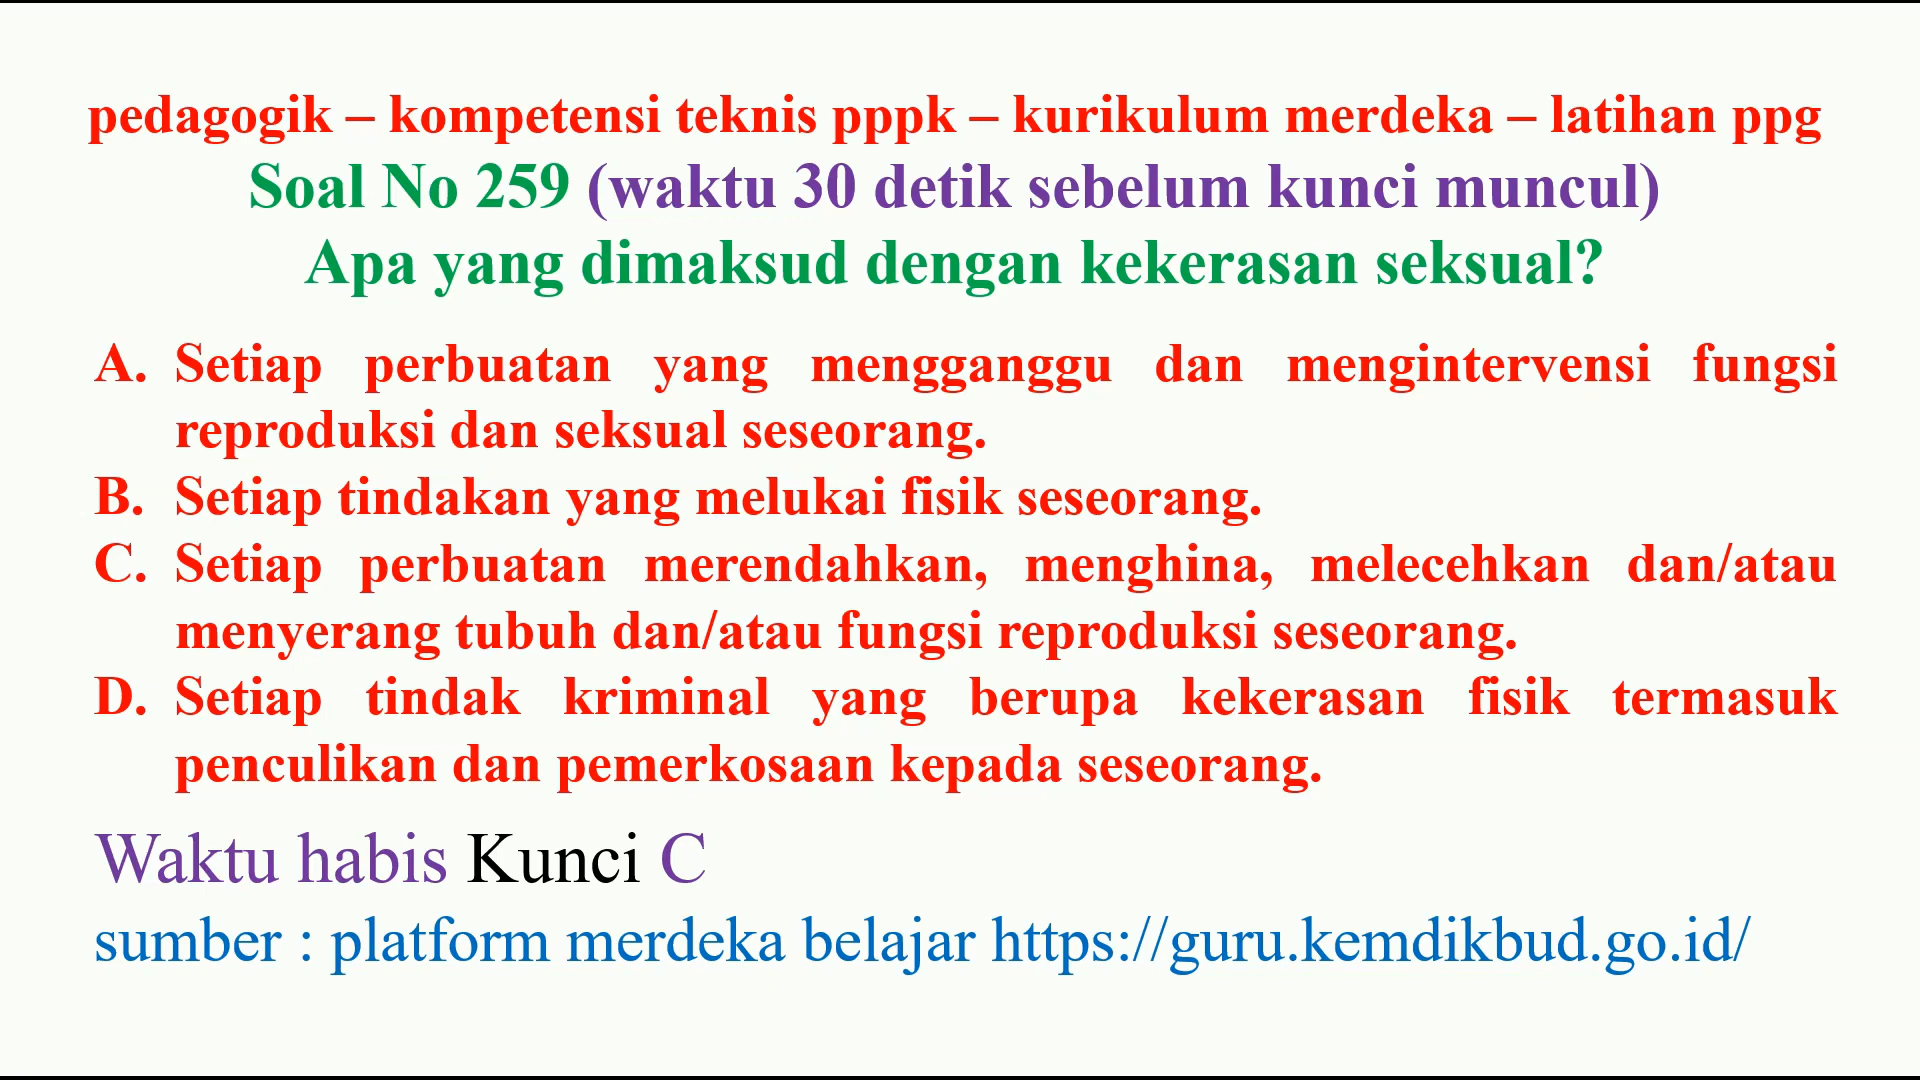 pedagogik – kompetensi teknis pppk – kurikulum merdeka – latihan ppg
Soal No 259 (waktu 30 detik sebelum kunci muncul)
Apa yang dimaksud dengan kekerasan seksual?
A. Setiap perbuatan yang mengganggu dan mengintervensi fungsi
reproduksi dan seksual seseorang.
B. Setiap tindakan yang melukai fisik seseorang.
C. Setiap perbuatan merendahkan, menghina, melecehkan dan/atau
menyerang tubuh dan/atau fungsi reproduksi seseorang.
D. Setiap tindak kriminal yang berupa kekerasan fisik termasuk
penculikan dan pemerkosaan kepada seseorang.
Waktu habis Kunci C
sumber : platform merdeka belajar https://guru.kemdikbud.go.id/